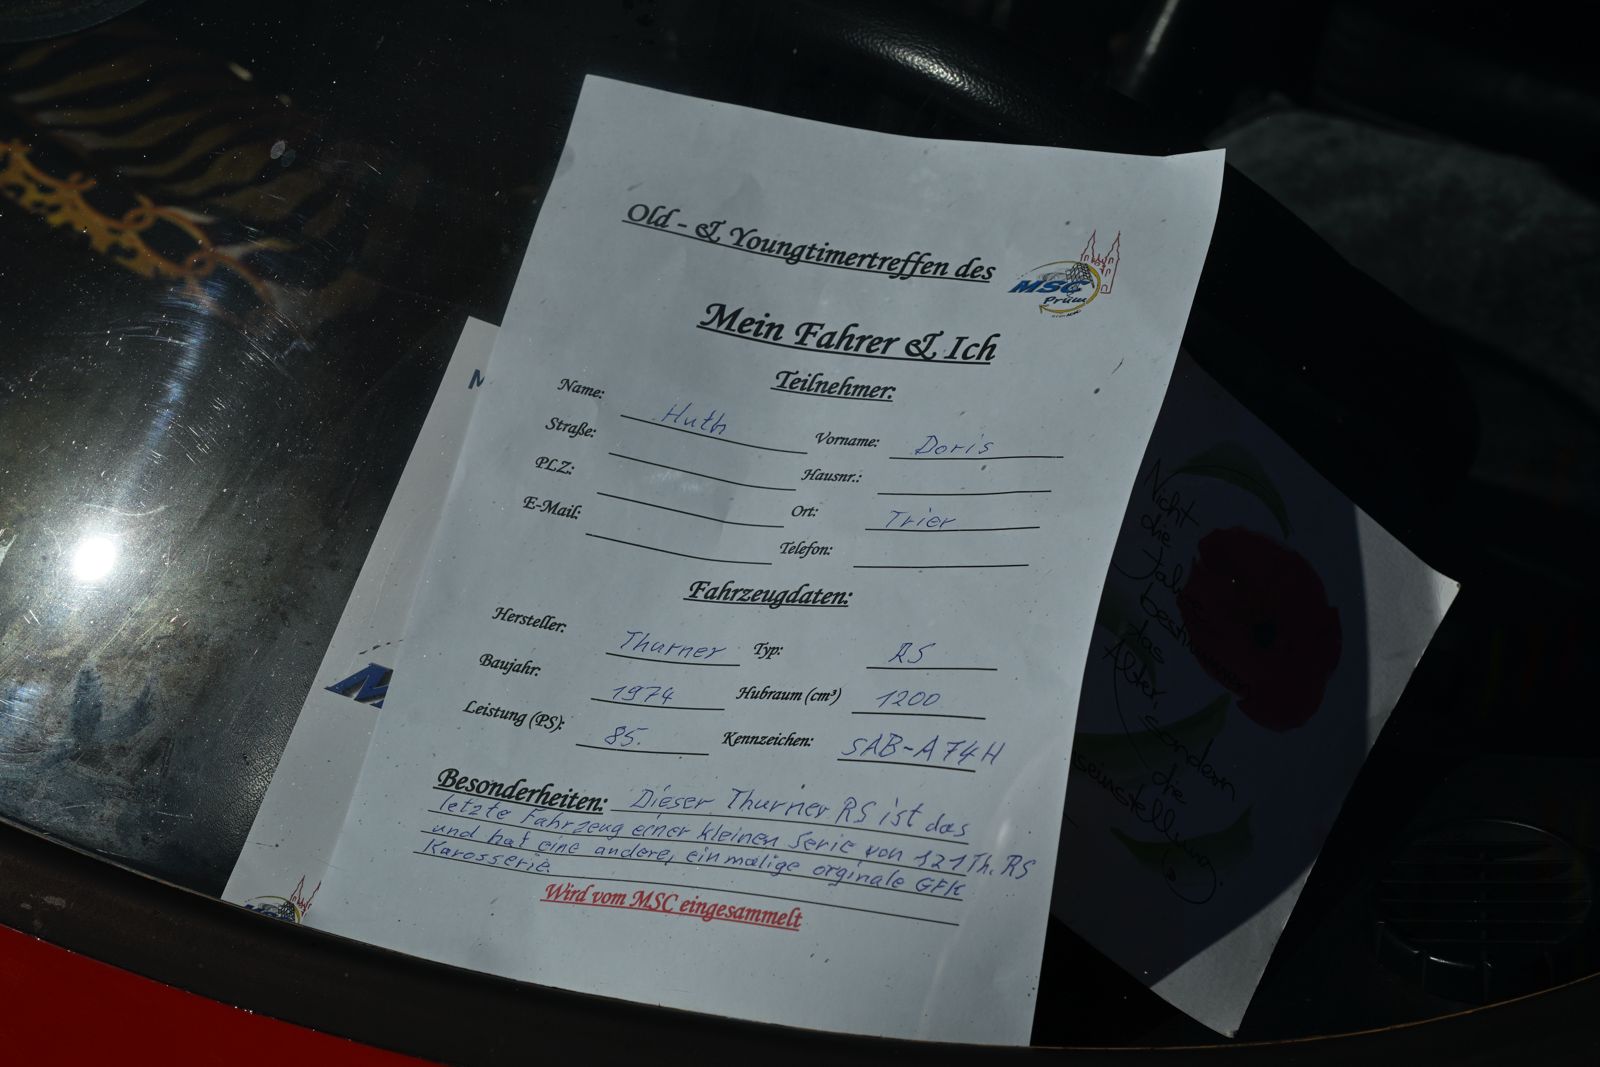 Old - & Youngtimertreffen des
MSC
Prüm
Mein Fahrer & Ich
Teilnehmer:
Name: Huth Vorname: Doris
Straße: Hausnr.:
PLZ: Ort: Trier
E-Mail: Telefon:
Fahrzeugdaten:
Hersteller: Thurner Typ: RS
Baujahr: 1974 Hubraum (cm³) 1200
Leistung (PS): 85. Kennzeichen: SAB-A74H
Besonderheiten: Dieser Thurner RS ist das
letzte Fahrzeug einer kleinen Serie von 121 Th. RS
und hat eine andere, einmalige orginale GFK
Karosserie.
Wird vom MSC eingesammelt
Nicht
die
Jahre
bestimmen
das
Alter, sondern
die